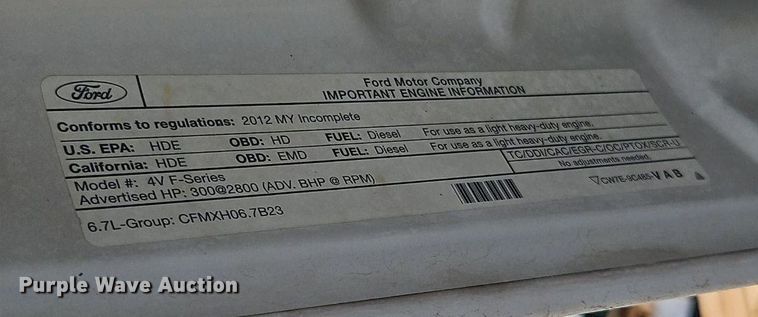 Ford
Ford Motor Company
IMPORTANT ENGINE INFORMATION
Conforms to regulations: 2012 MY Incomplete
U.S. EPA: HDE OBD: HD FUEL: Diesel For use as a light heavy-duty engine.
California: HDE OBD: EMD FUEL: Diesel For use as a light heavy-duty engine.
Model #: 4V F-Series TC/DDI/CAC/EGR-C/OC/PTOX/SCR-U
Advertised HP: 300@2800 (ADV. BHP @ RPM) No adjustments needed.
6.7L-Group: CFMXH06.7B23 CW7E-9C485-VAB
Purple Wave Auction